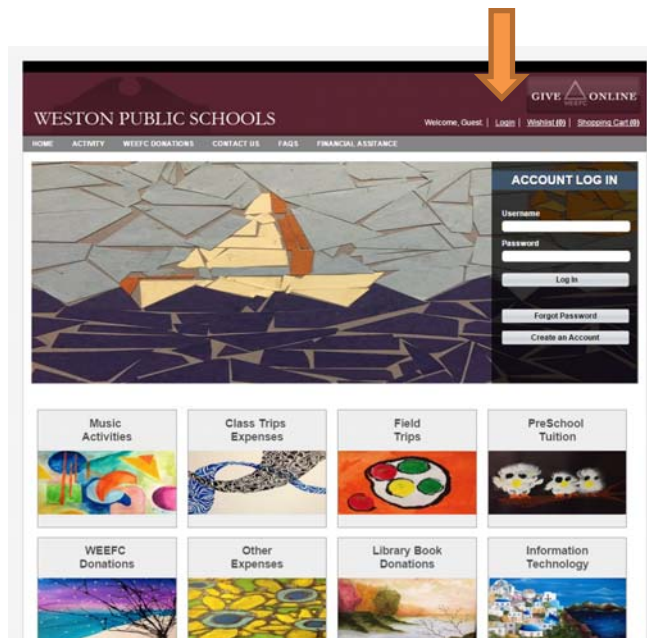 GIVE ONLINE
WEEFC
WESTON PUBLIC SCHOOLS
Welcome, Guest. | Login | Wishlist (0) | Shopping Cart (0)
HOME ACTIVITY WEEFC DONATIONS CONTACT US FAQS FINANCIAL ASSITANCE
ACCOUNT LOG IN
Username
Password
Log In
Forgot Password
Create an Account
Music
Activities
Class Trips
Expenses
Field
Trips
PreSchool
Tuition
WEEFC
Donations
Other
Expenses
Library Book
Donations
Information
Technology